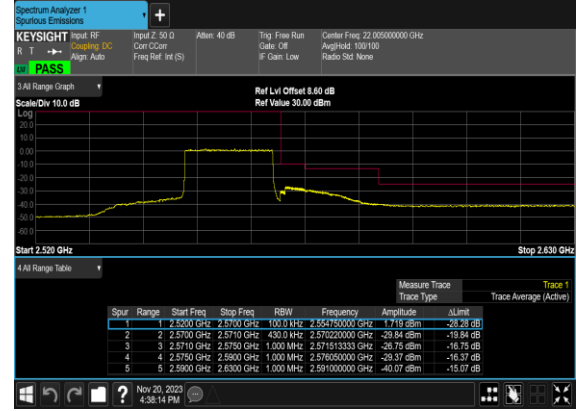 Spectrum Analyzer 1
Spurious Emissions
+
KEYSIGHT Input: RF Input Z: 50 Ω Atten: 40 dB Trig: Free Run Center Freq: 22.005000000 GHz
R T Coupling: DC Corr CCorr Gate: Off Avg|Hold: 100/100
Align: Auto Freq Ref: Int (S) IF Gain: Low Radio Std: None
LXI PASS
3 All Range Graph
Ref Lvl Offset 8.60 dB
Scale/Div 10.0 dB Ref Value 30.00 dBm
Log
20.0
10.0
0.00
-10.0
-20.0
-30.0
-40.0
-50.0
-60.0
Start 2.520 GHz Stop 2.630 GHz
4 All Range Table
Measure Trace Trace 1
Trace Type Trace Average (Active)
Spur Range Start Freq Stop Freq RBW Frequency Amplitude ΔLimit
1 1 2.5200 GHz 2.5700 GHz 100.0 kHz 2.554750000 GHz 1.719 dBm -28.28 dB
2 2 2.5700 GHz 2.5710 GHz 430.0 kHz 2.570220000 GHz -29.84 dBm -19.84 dB
3 3 2.5710 GHz 2.5750 GHz 1.000 MHz 2.571513333 GHz -26.75 dBm -16.75 dB
4 4 2.5750 GHz 2.5900 GHz 1.000 MHz 2.576050000 GHz -29.37 dBm -16.37 dB
5 5 2.5900 GHz 2.6300 GHz 1.000 MHz 2.591000000 GHz -40.07 dBm -15.07 dB
?
Nov 20, 2023
4:38:14 PM